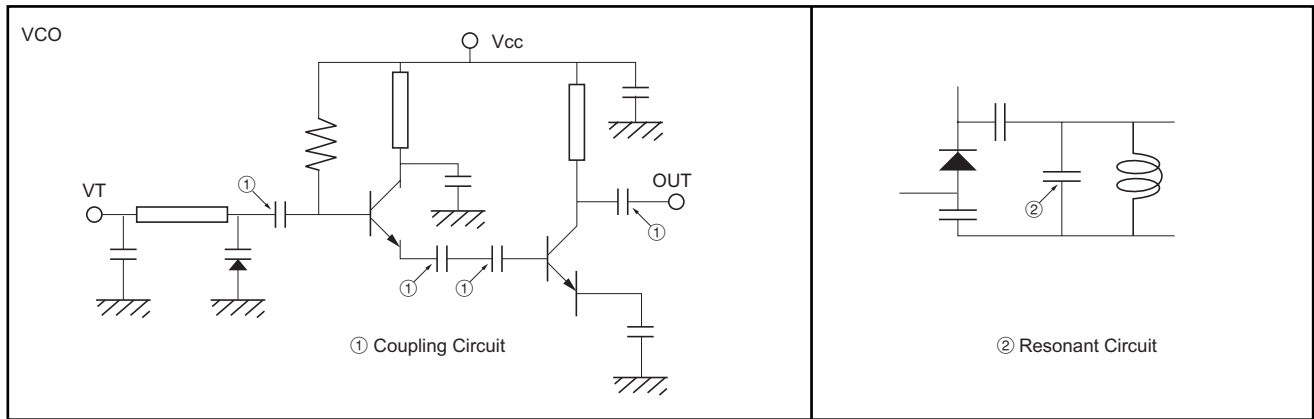 VCO
Vcc
①
VT
OUT
①
②
① ①
① Coupling Circuit
② Resonant Circuit